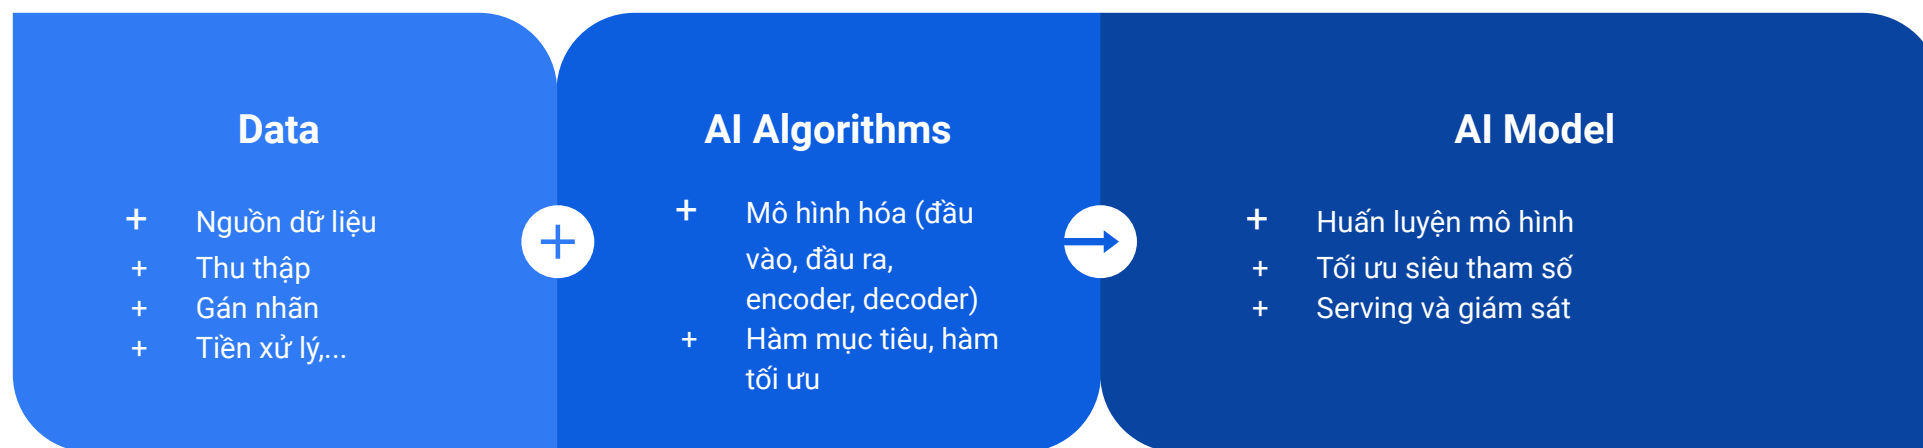 Data
+ Nguồn dữ liệu
+ Thu thập
+ Gán nhãn
+ Tiền xử lý,...
+
AI Algorithms
+ Mô hình hóa (đầu
vào, đầu ra,
encoder, decoder)
+ Hàm mục tiêu, hàm
tối ưu
AI Model
+ Huấn luyện mô hình
+ Tối ưu siêu tham số
+ Serving và giám sát